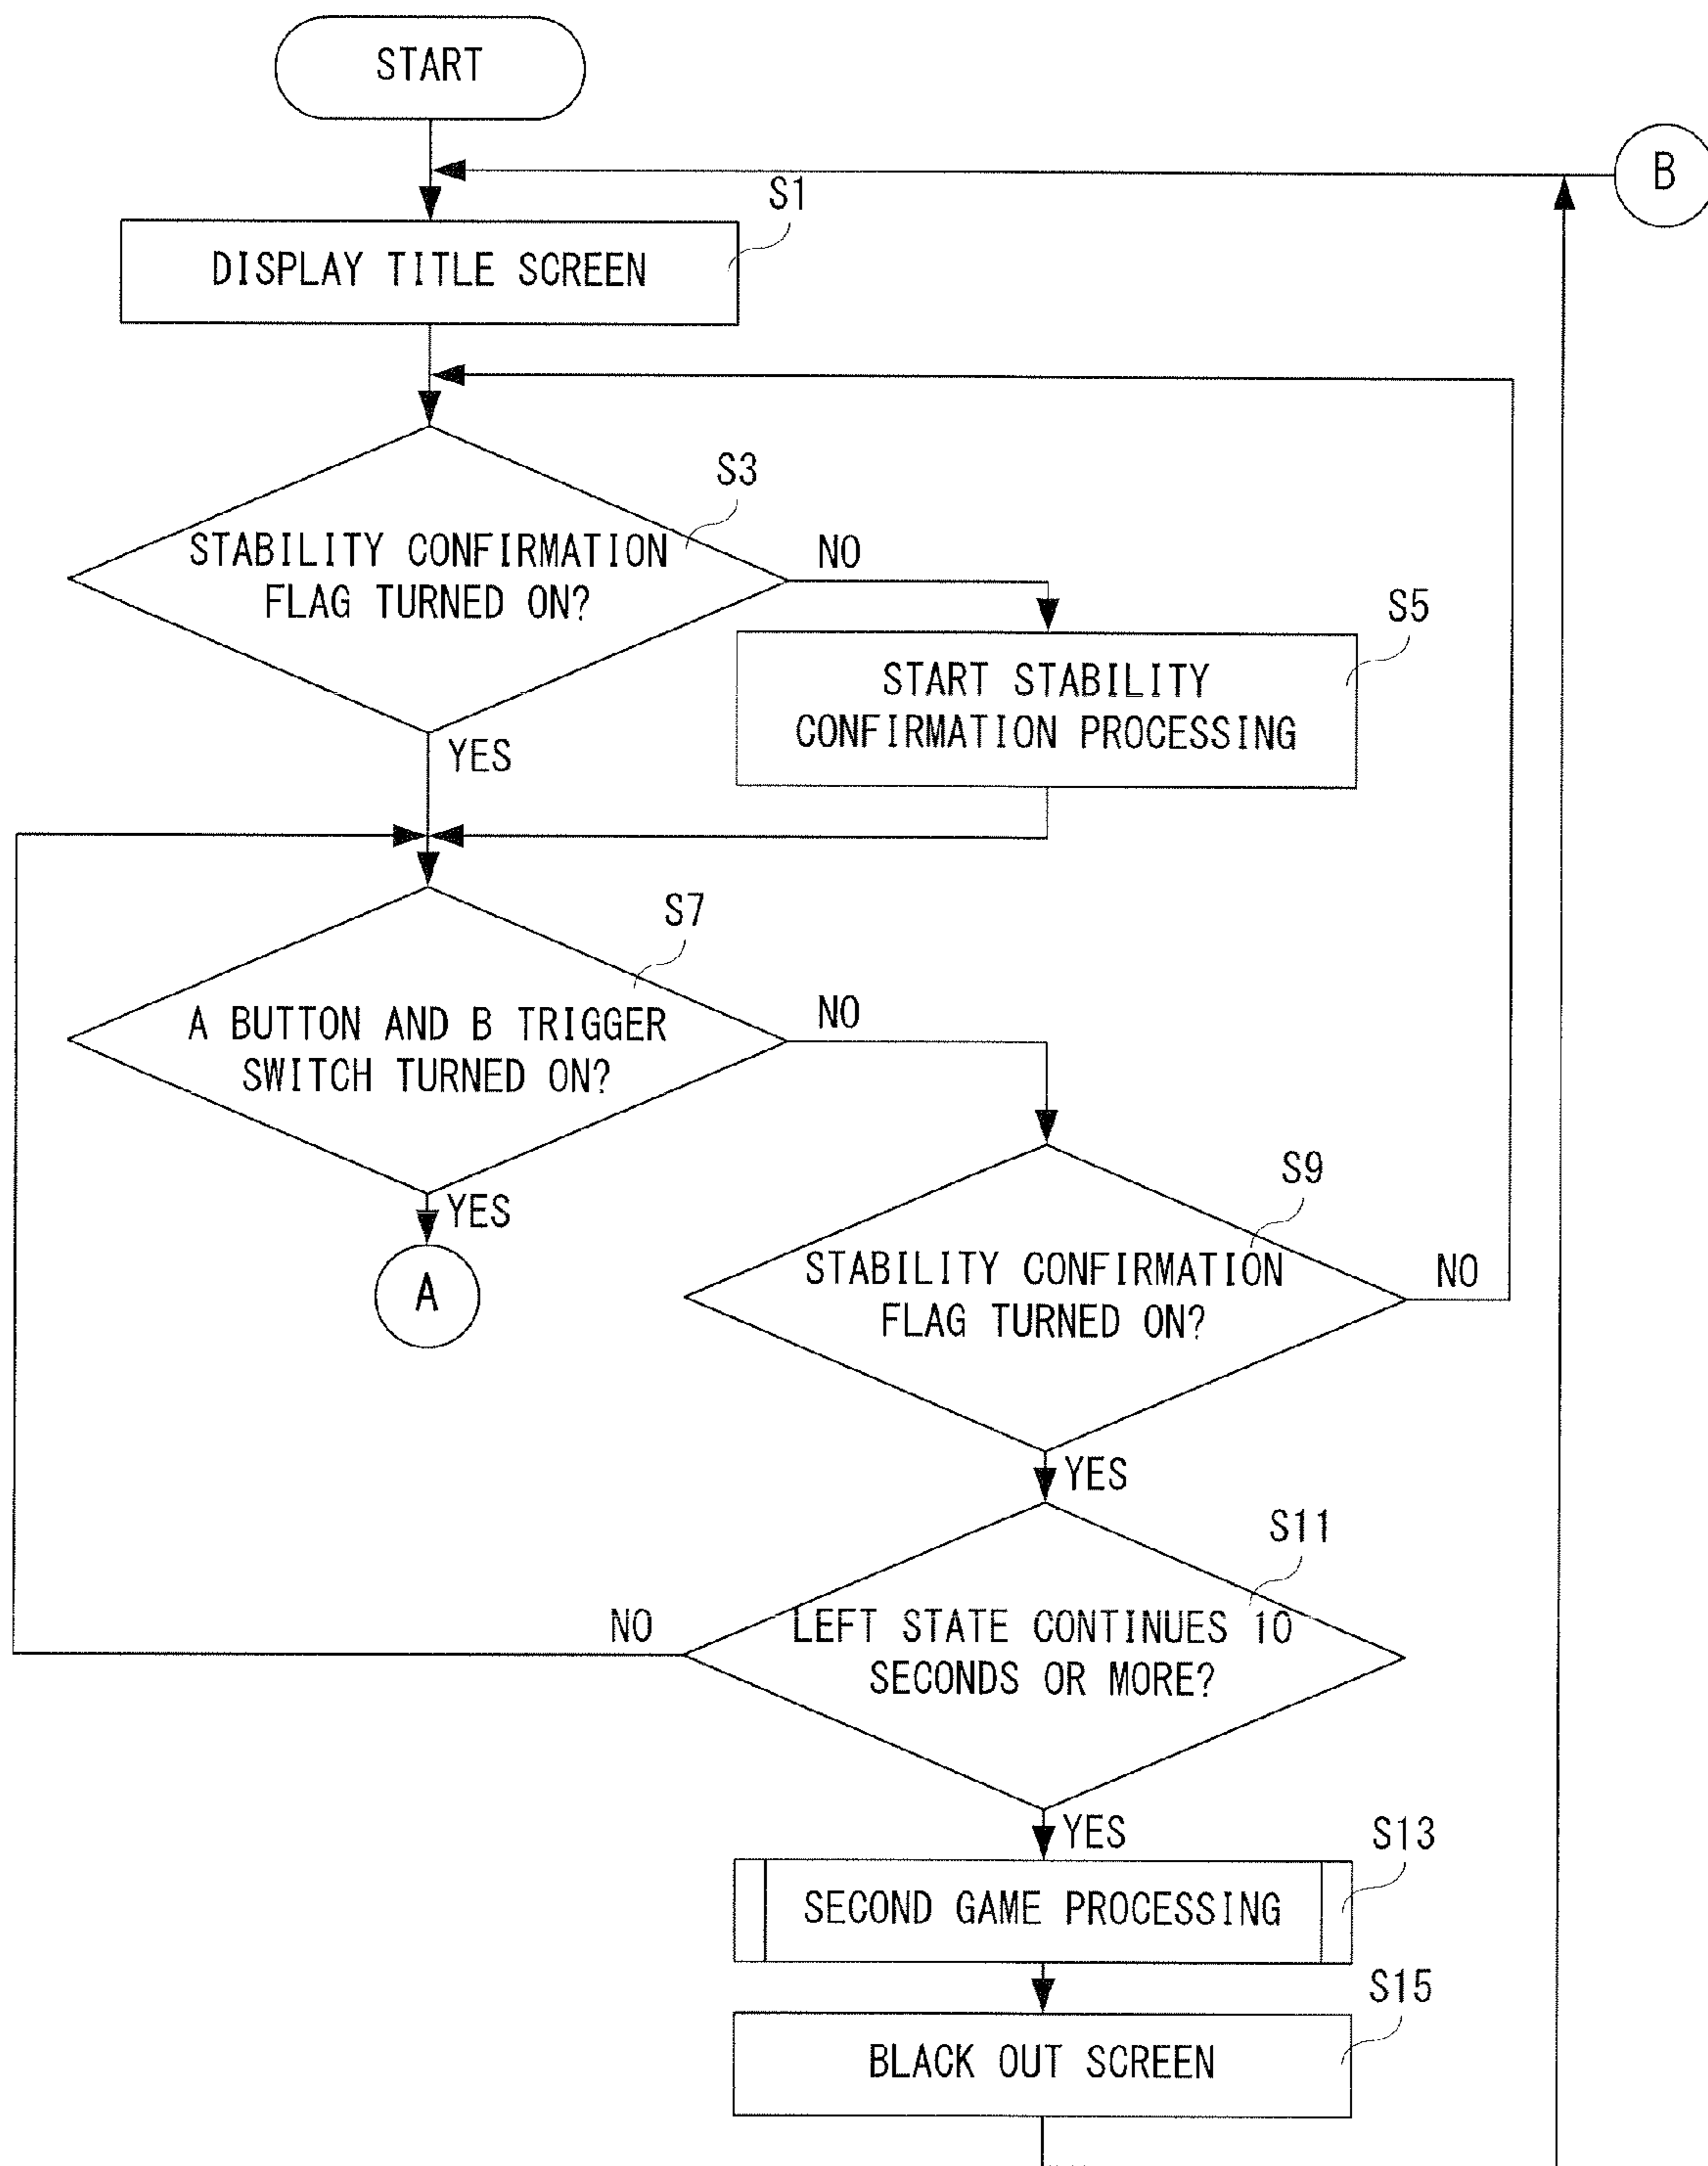 START
B
S1
DISPLAY TITLE SCREEN
S3
STABILITY CONFIRMATION
FLAG TURNED ON?
NO
S5
START STABILITY
CONFIRMATION PROCESSING
YES
S7
A BUTTON AND B TRIGGER
SWITCH TURNED ON?
NO
YES
A
S9
STABILITY CONFIRMATION
FLAG TURNED ON?
NO
YES
S11
LEFT STATE CONTINUES 10
SECONDS OR MORE?
NO
YES
S13
SECOND GAME PROCESSING
S15
BLACK OUT SCREEN